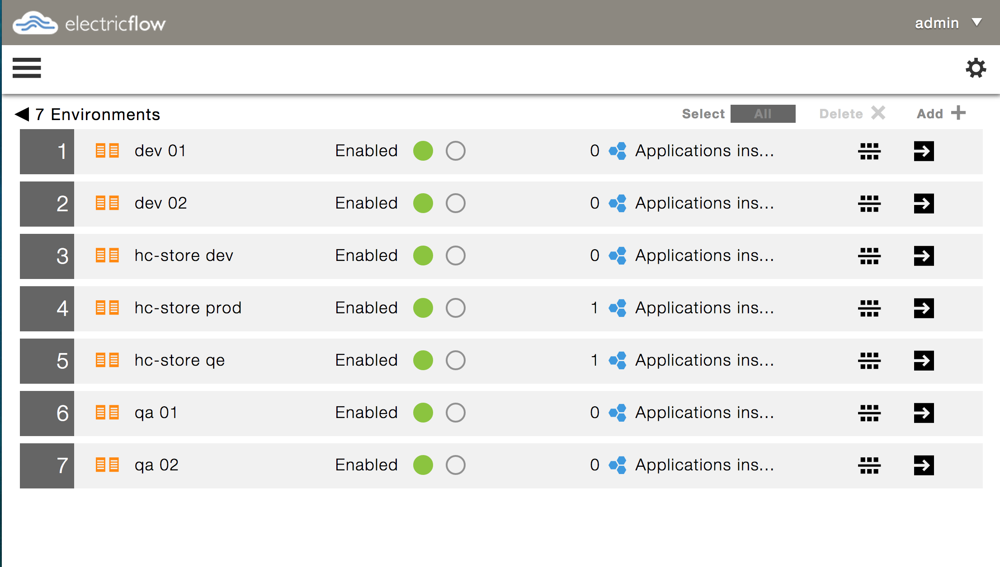 electricflow admin
7 Environments Select All Delete Add
1 dev 01 Enabled 0 Applications ins...
2 dev 02 Enabled 0 Applications ins...
3 hc-store dev Enabled 0 Applications ins...
4 hc-store prod Enabled 1 Applications ins...
5 hc-store qe Enabled 1 Applications ins...
6 qa 01 Enabled 0 Applications ins...
7 qa 02 Enabled 0 Applications ins...